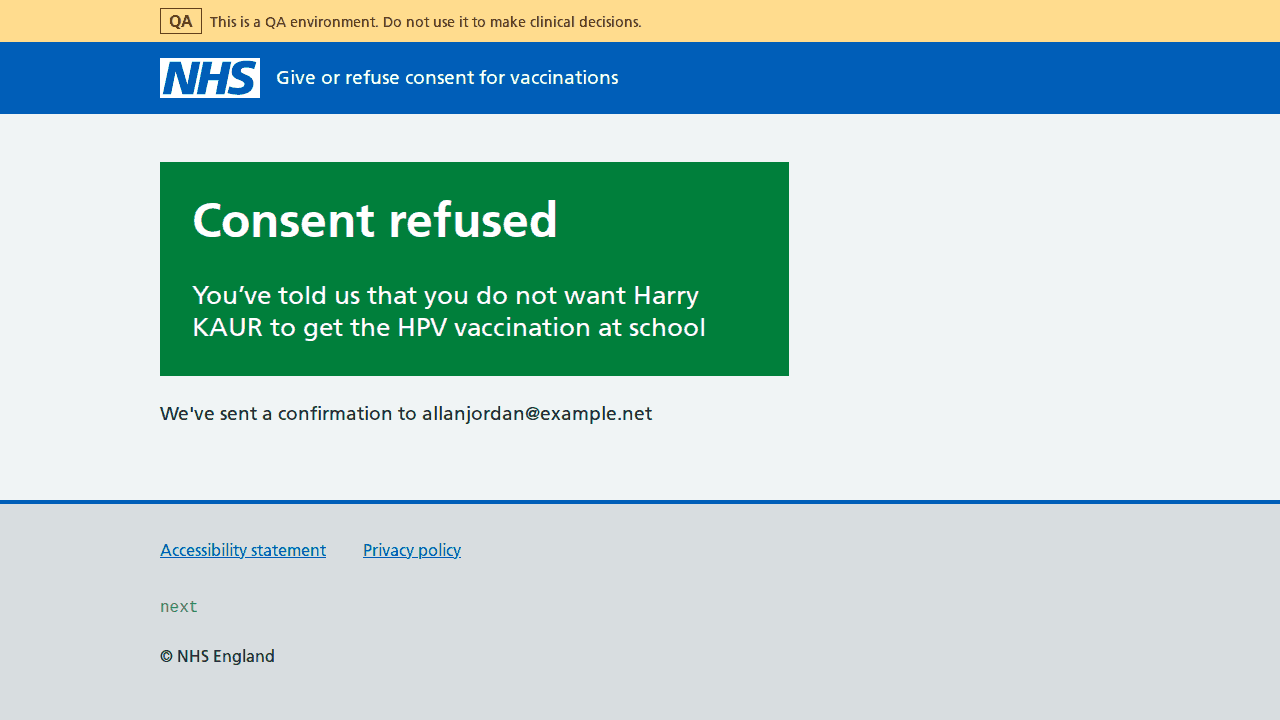 QA This is a QA environment. Do not use it to make clinical decisions.
NHS Give or refuse consent for vaccinations
Consent refused
You’ve told us that you do not want Harry
KAUR to get the HPV vaccination at school
We've sent a confirmation to allanjordan@example.net
Accessibility statement Privacy policy
next
© NHS England